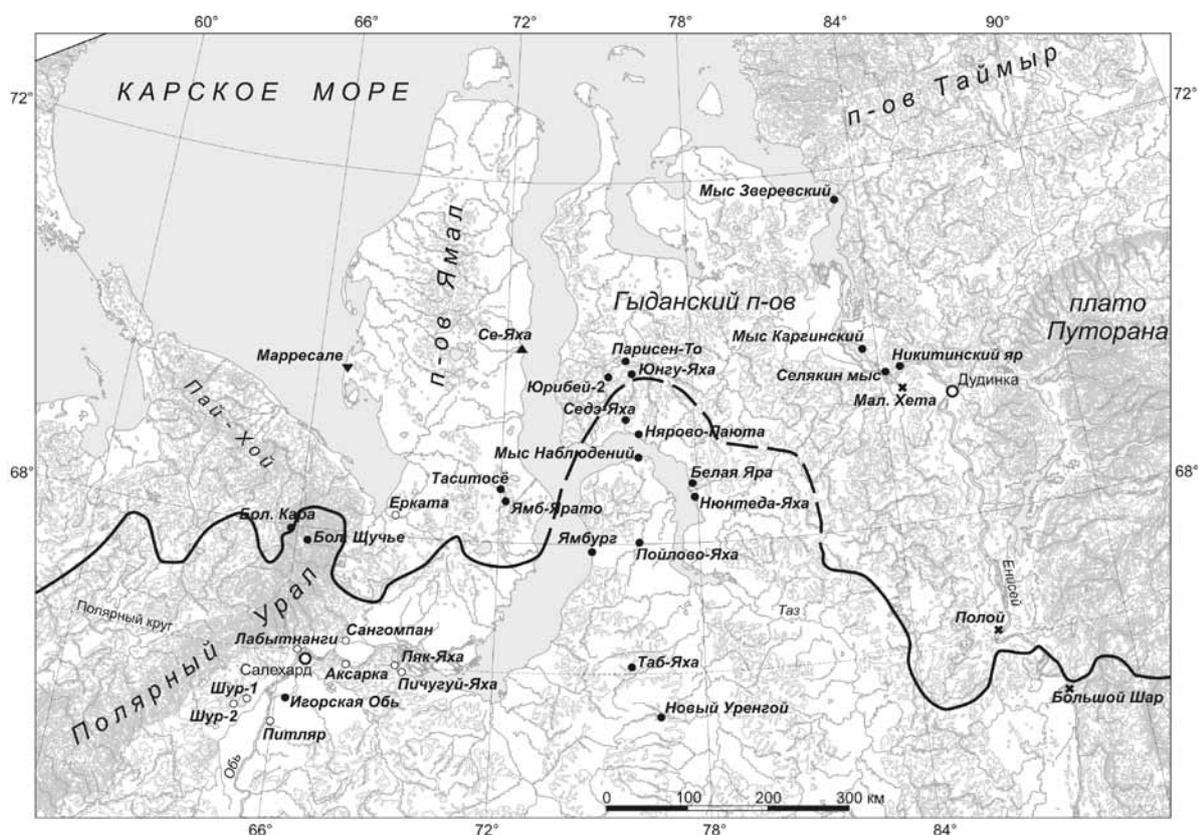 60°
66°
72°
78°
84°
90°
72°
72°
КАРСКОЕ МОРЕ
п-ов Таймыр
Мыс Зверевский
п-ов Ямал
Гыданский п-ов
плато
Путорана
Се-Яха
Марресале
Мыс Каргинский
Парисен-То
Никитинский яр
Юнгу-Яха
Селякин мыс
Дудинка
Юрибей-2
Мал. Хета
Пай-Хой
Седэ-Яха
Нярово-Паюта
Мыс Наблюдений
68°
68°
Таситосё
Белая Яра
Ерката
Нюнтеда-Яха
Ямб-Ярато
Бол. Кара
Бол. Щучье
Ямбург
Пойлово-Яха
Енисей
Полярный круг
Таз
Полой
Полярный Урал
Сангомпан
Лабытнанги
Салехард
Аксарка
Пяк-Яха
Пичугуй-Яха
Таб-Яха
Шур-1
Игорская Обь
Большой Шар
Шур-2
Новый Уренгой
Питляр
Обь
0 100 200 300 км
66°
72°
78°
84°